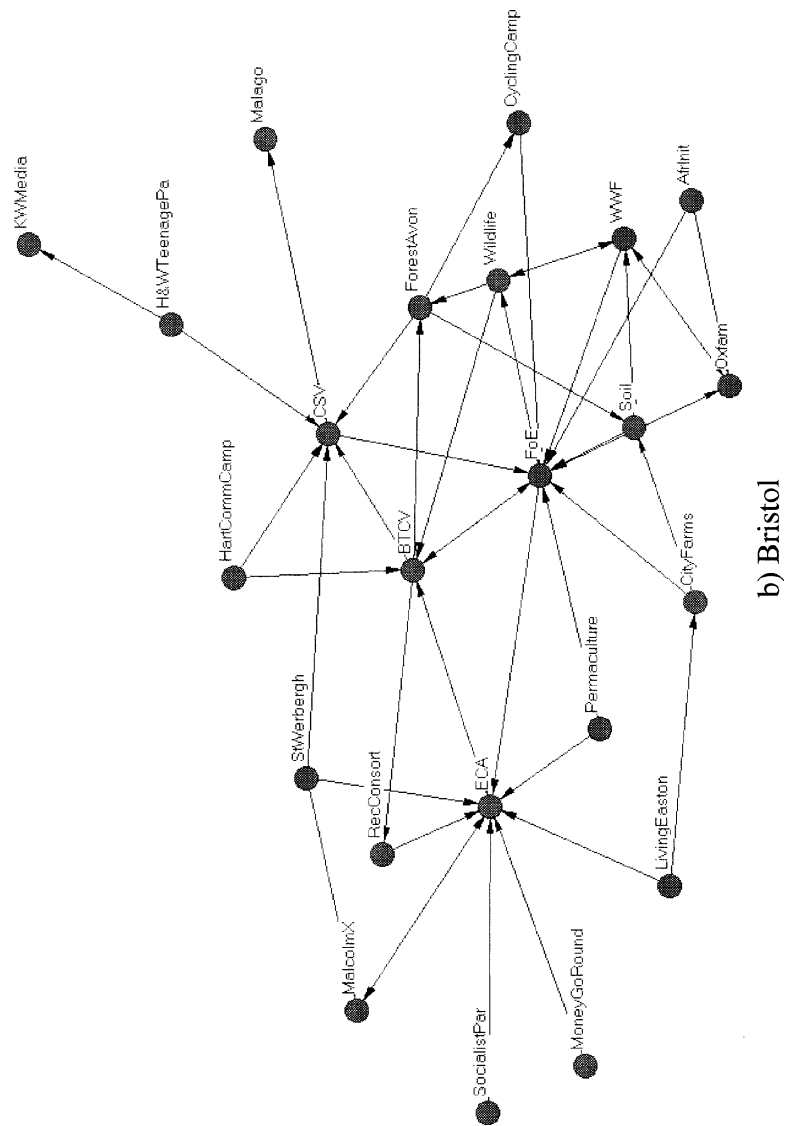 KWMedia
H&WTeenagePa
Malago
HartCommCamp
CSV
ForestAvon
CyclingCamp
Wildlife
StWerbergh
BTCV
WWF
RecConsort
FoE
Soil
AfrInit
MalcolmX
ECA
Permaculture
Oxfam
CityFarms
SocialistPar
LivingEaston
MoneyGoRound
b) Bristol